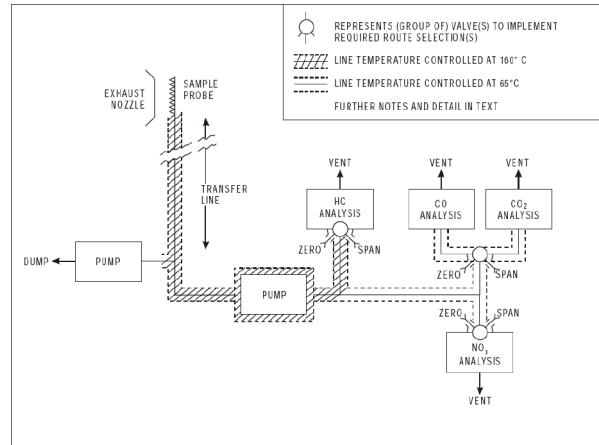 REPRESENTS (GROUP OF) VALVE(S) TO IMPLEMENT
REQUIRED ROUTE SELECTION(S)
LINE TEMPERATURE CONTROLLED AT 160° C
LINE TEMPERATURE CONTROLLED AT 65°C
FURTHER NOTES AND DETAIL IN TEXT
EXHAUST
NOZZLE
SAMPLE
PROBE
TRANSFER
LINE
VENT
VENT
VENT
HC
ANALYSIS
CO
ANALYSIS
CO₂
ANALYSIS
ZERO
SPAN
ZERO
SPAN
DUMP
PUMP
PUMP
ZERO
SPAN
NOₓ
ANALYSIS
VENT